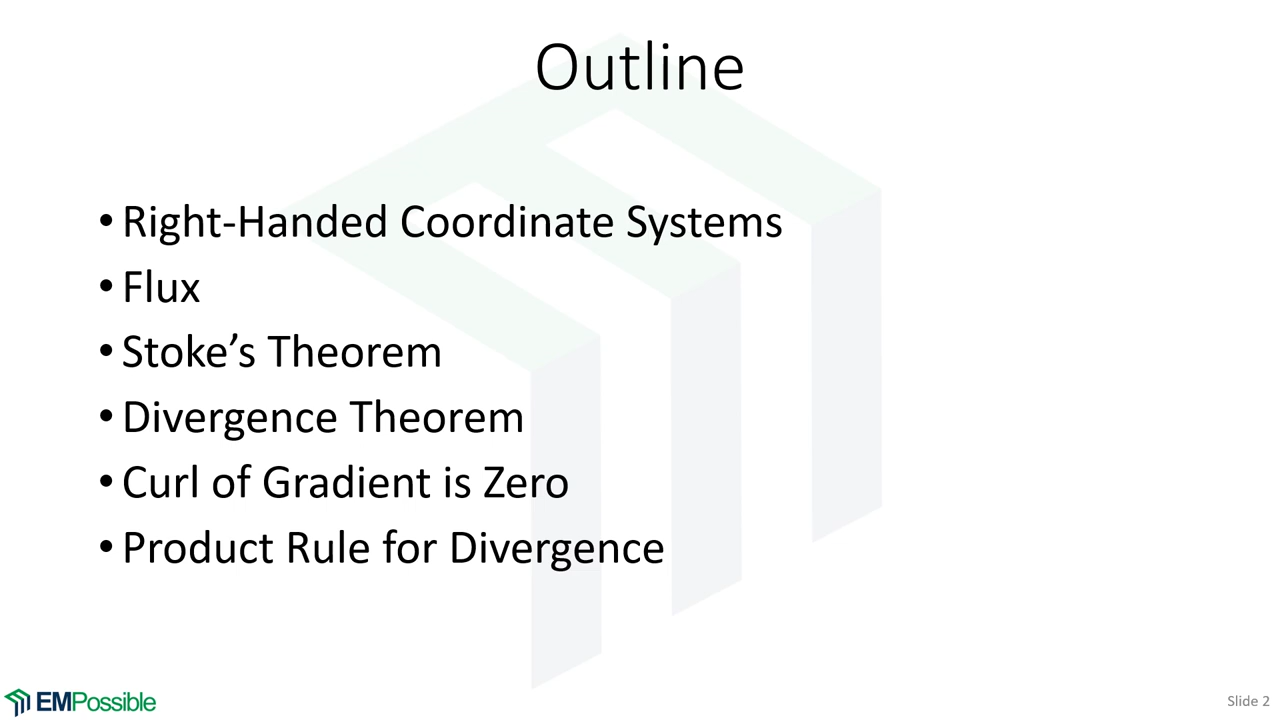 Outline
• Right-Handed Coordinate Systems
• Flux
• Stoke’s Theorem
• Divergence Theorem
• Curl of Gradient is Zero
• Product Rule for Divergence
EMPossible
Slide 2